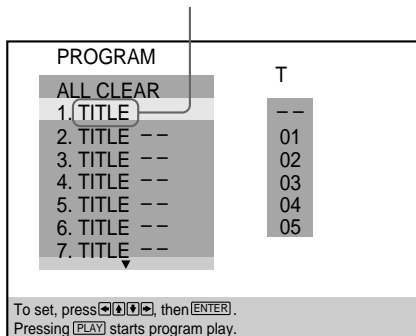 PROGRAM
T
ALL CLEAR
1. TITLE
– –
2. TITLE – –
01
3. TITLE – –
02
4. TITLE – –
03
5. TITLE – –
04
6. TITLE – –
05
7. TITLE – –
To set, press ←↑↓→, then ENTER.
Pressing PLAY starts program play.